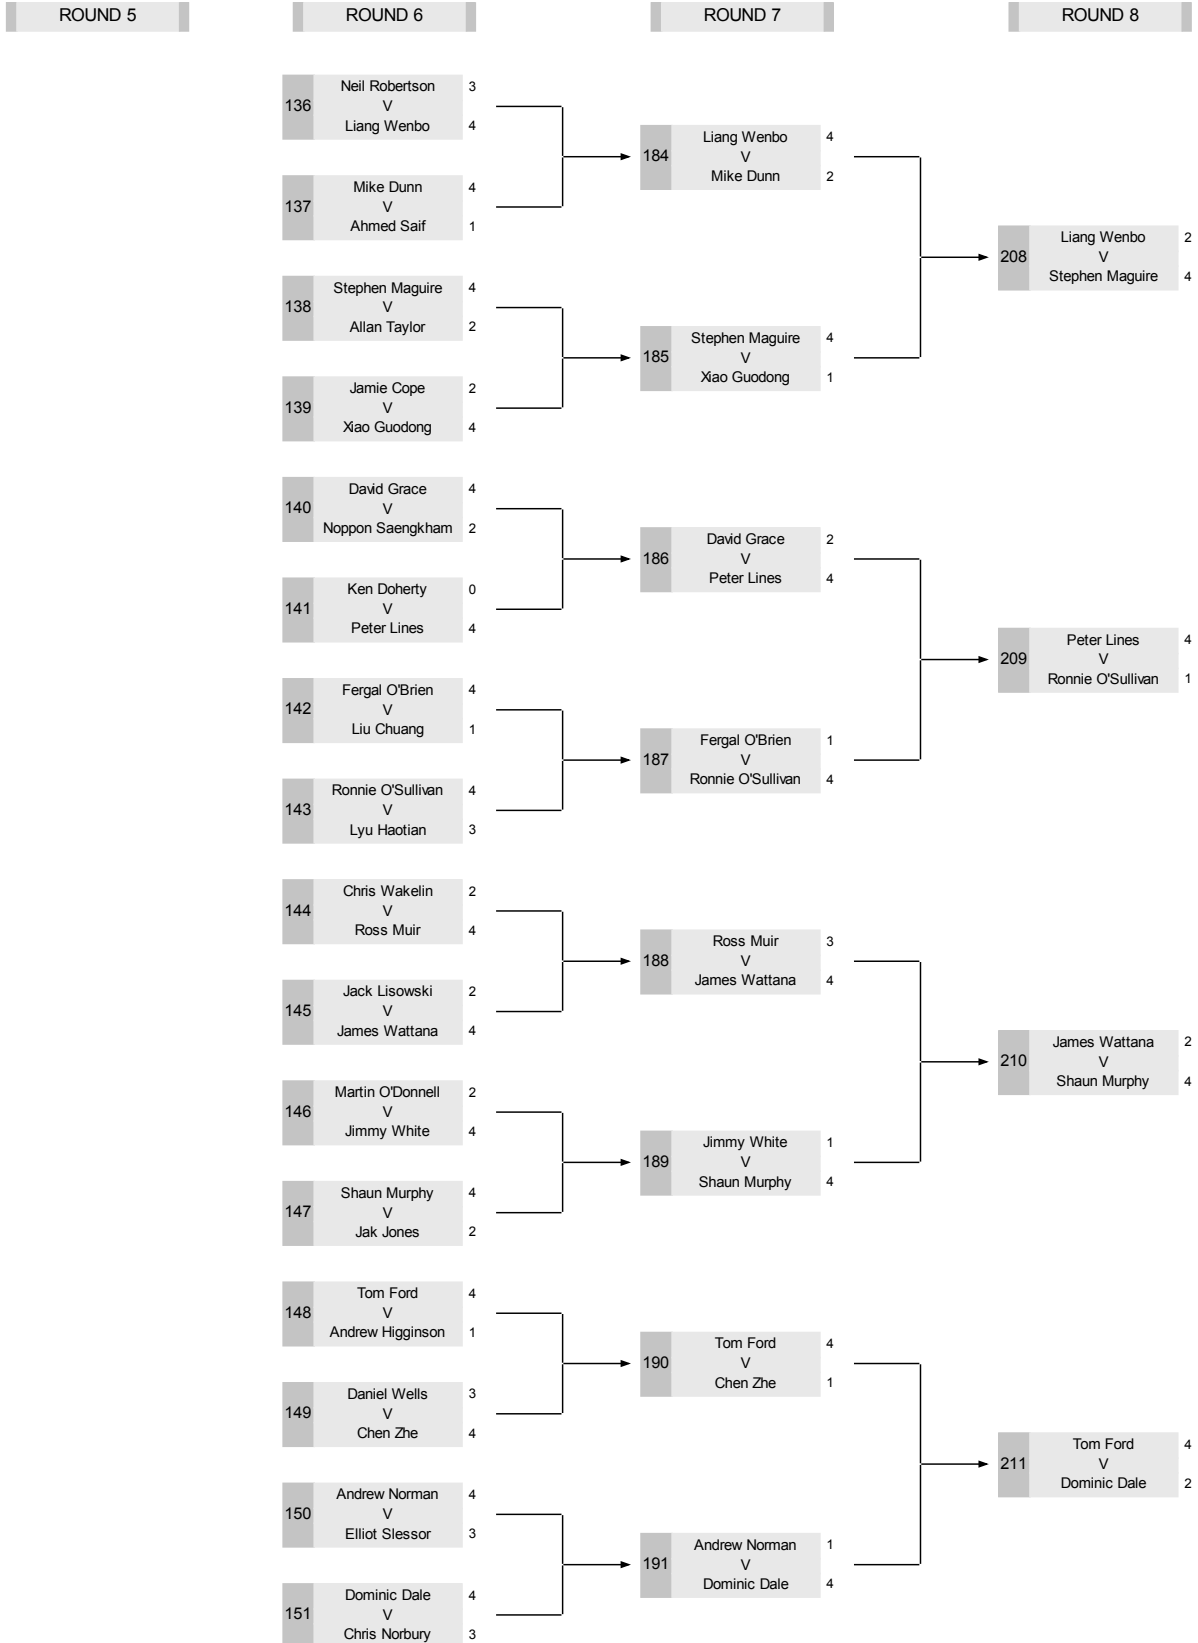 ROUND 5
ROUND 6
ROUND 7
ROUND 8
136
Neil Robertson 3
V
Liang Wenbo 4
137
Mike Dunn 4
V
Ahmed Saif 1
138
Stephen Maguire 4
V
Allan Taylor 2
139
Jamie Cope 2
V
Xiao Guodong 4
140
David Grace 4
V
Noppon Saengkham 2
141
Ken Doherty 0
V
Peter Lines 4
142
Fergal O'Brien 4
V
Liu Chuang 1
143
Ronnie O'Sullivan 4
V
Lyu Haotian 3
144
Chris Wakelin 2
V
Ross Muir 4
145
Jack Lisowski 2
V
James Wattana 4
146
Martin O'Donnell 2
V
Jimmy White 4
147
Shaun Murphy 4
V
Jak Jones 2
148
Tom Ford 4
V
Andrew Higginson 1
149
Daniel Wells 3
V
Chen Zhe 4
150
Andrew Norman 4
V
Elliot Slessor 3
151
Dominic Dale 4
V
Chris Norbury 3
184
Liang Wenbo 4
V
Mike Dunn 2
185
Stephen Maguire 4
V
Xiao Guodong 1
186
David Grace 2
V
Peter Lines 4
187
Fergal O'Brien 1
V
Ronnie O'Sullivan 4
188
Ross Muir 3
V
James Wattana 4
189
Jimmy White 1
V
Shaun Murphy 4
190
Tom Ford 4
V
Chen Zhe 1
191
Andrew Norman 1
V
Dominic Dale 4
208
Liang Wenbo 2
V
Stephen Maguire 4
209
Peter Lines 4
V
Ronnie O'Sullivan 1
210
James Wattana 2
V
Shaun Murphy 4
211
Tom Ford 4
V
Dominic Dale 2